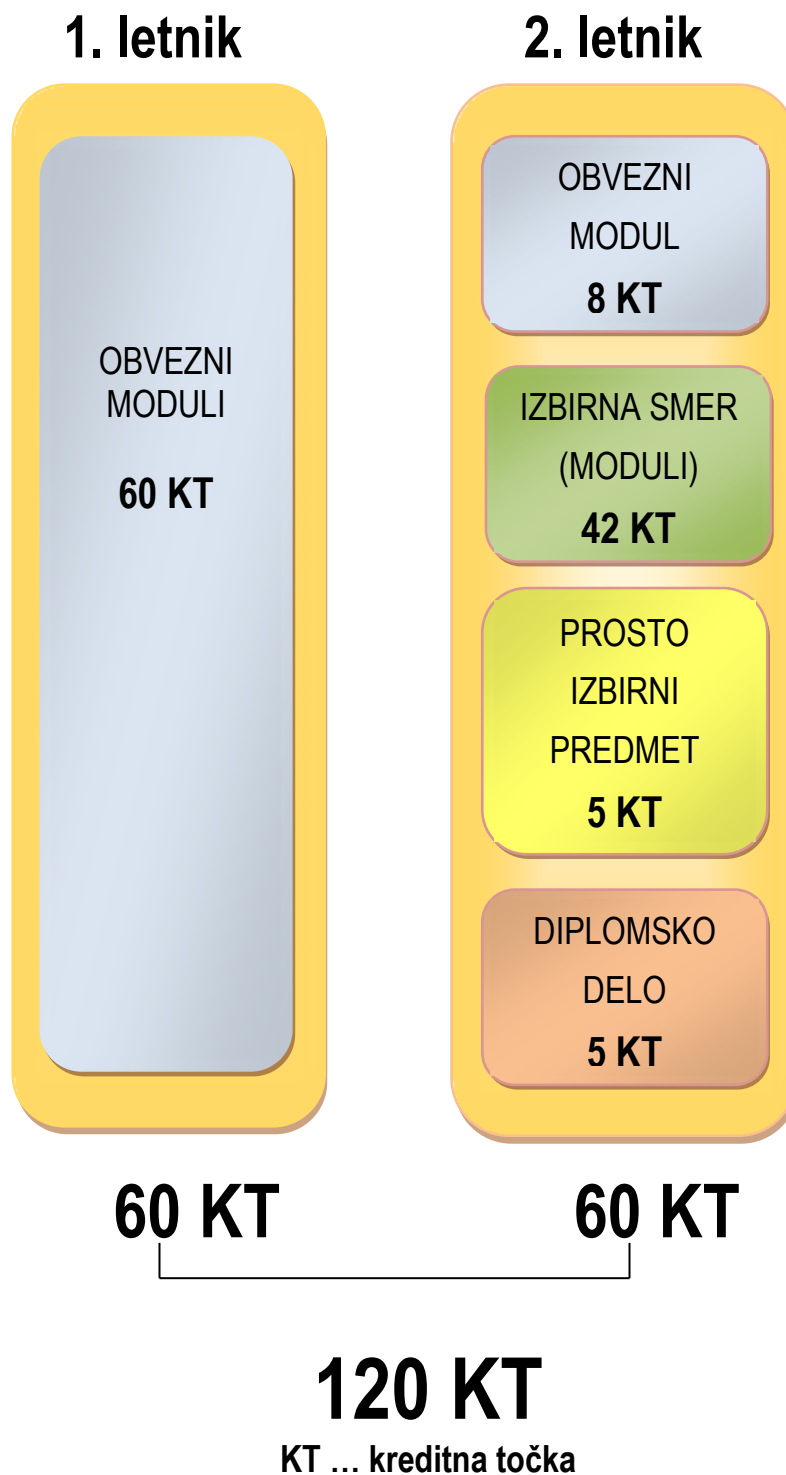 1. letnik
OBVEZNI
MODULI
60 KT
60 KT
2. letnik
OBVEZNI
MODUL
8 KT
IZBIRNA SMER
(MODULI)
42 KT
PROSTO
IZBIRNI
PREDMET
5 KT
DIPLOMSKO
DELO
5 KT
60 KT
120 KT
KT … kreditna točka